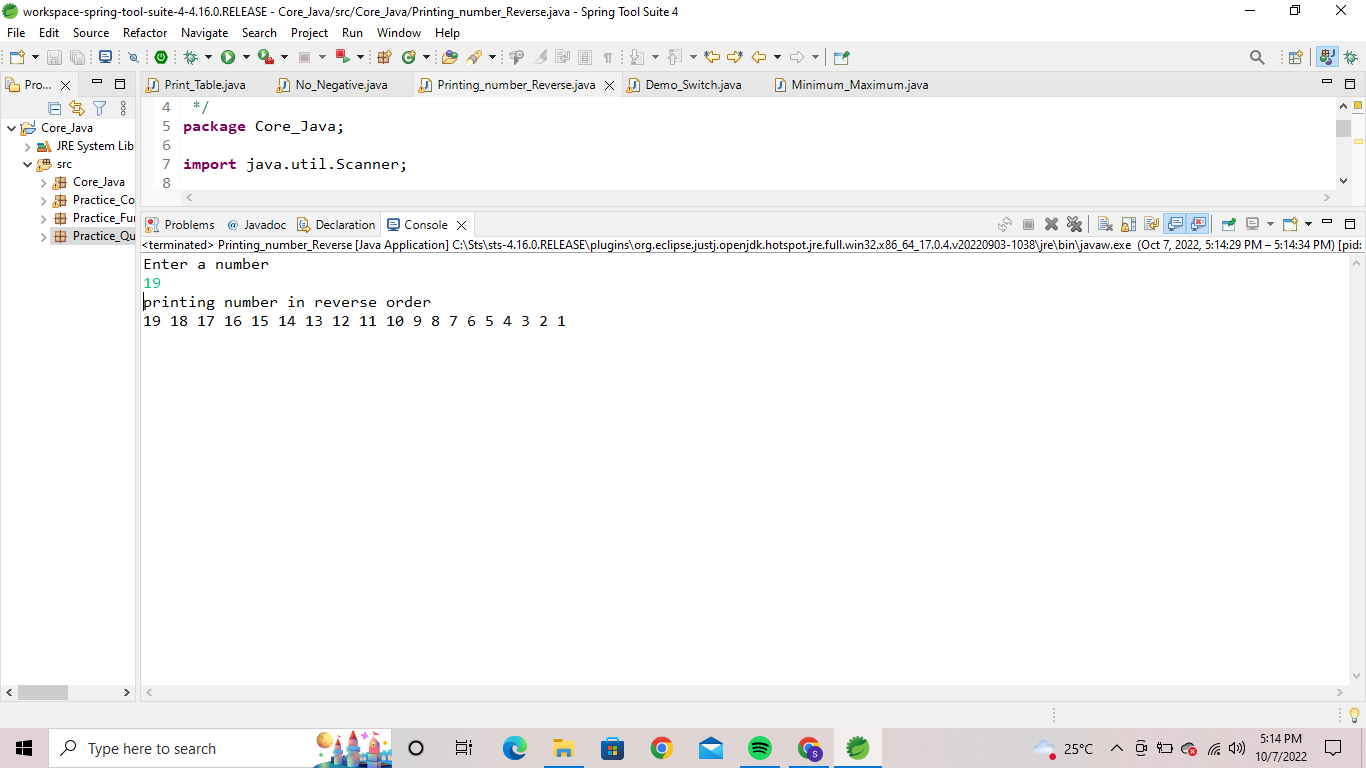 workspace-spring-tool-suite-4-4.16.0.RELEASE - Core_Java/src/Core_Java/Printing_number_Reverse.java - Spring Tool Suite 4
File Edit Source Refactor Navigate Search Project Run Window Help
Pro...
Print_Table.java No_Negative.java Printing_number_Reverse.java Demo_Switch.java Minimum_Maximum.java
Core_Java
JRE System Lib
src
Core_Java
Practice_Co
Practice_Fu
Practice_Qu
4 */
5 package Core_Java;
6
7 import java.util.Scanner;
8
Problems @ Javadoc Declaration Console
<terminated> Printing_number_Reverse [Java Application] C:\Sts\sts-4.16.0.RELEASE\plugins\org.eclipse.justj.openjdk.hotspot.jre.full.win32.x86_64_17.0.4.v20220903-1038\jre\bin\javaw.exe (Oct 7, 2022, 5:14:29 PM – 5:14:34 PM) [pid:
Enter a number
19
printing number in reverse order
19 18 17 16 15 14 13 12 11 10 9 8 7 6 5 4 3 2 1
Type here to search
25°C
5:14 PM
10/7/2022